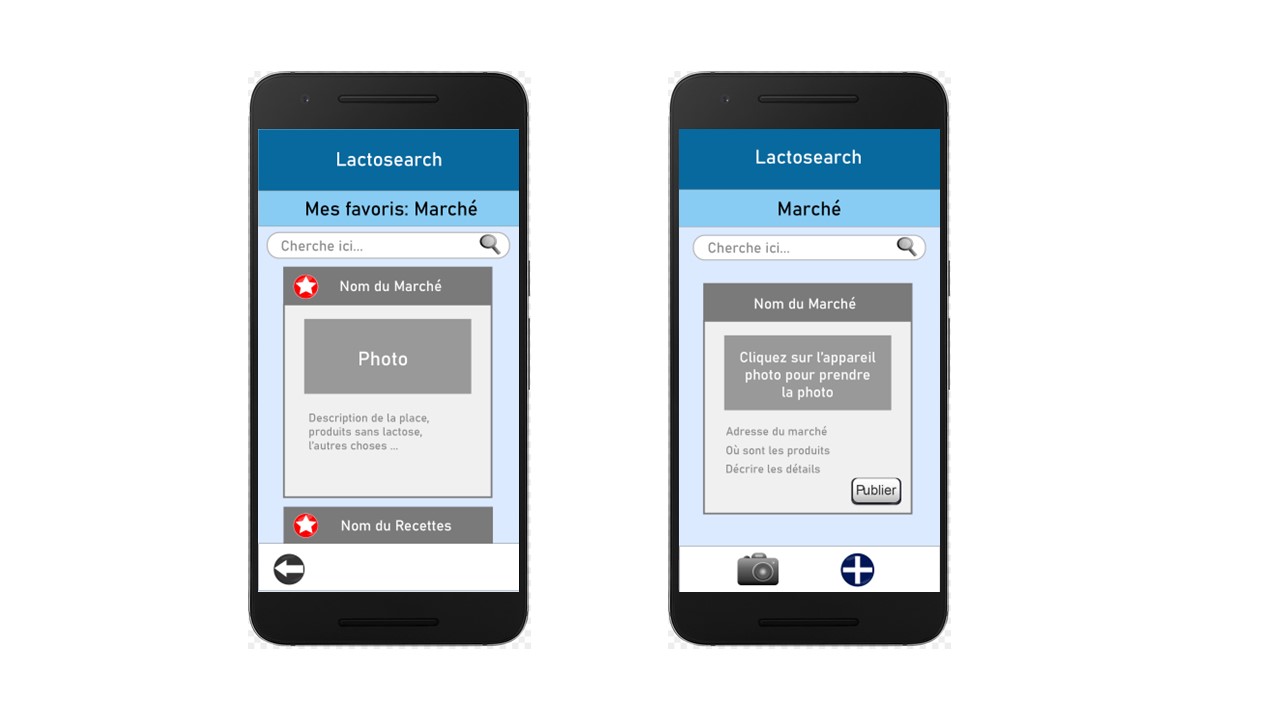 Lactosearch
Mes favoris: Marché
Cherche ici...
Nom du Marché
Photo
Description de la place,
produits sans lactose,
l'autres choses ...
Nom du Recettes
Lactosearch
Marché
Cherche ici...
Nom du Marché
Cliquez sur l'appareil
photo pour prendre
la photo
Adresse du marché
Où sont les produits
Décrire les détails
Publier